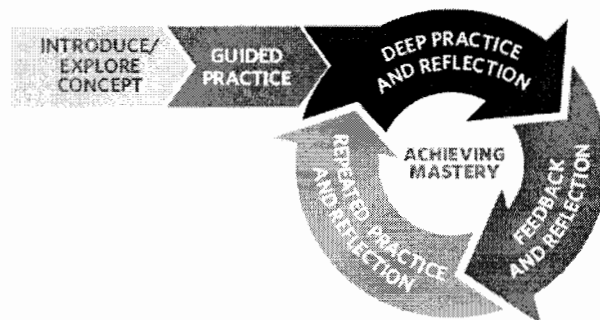 INTRODUCE/
EXPLORE
CONCEPT
GUIDED
PRACTICE
DEEP PRACTICE
AND REFLECTION
FEEDBACK
AND REFLECTION
REPEATED PRACTICE
AND REFLECTION
ACHIEVING
MASTERY